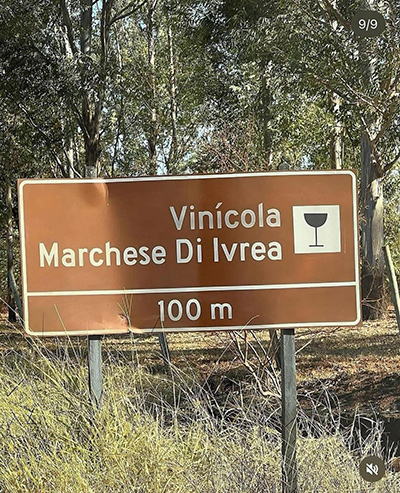 9/9
Vinícola
Marchese Di Ivrea
100 m